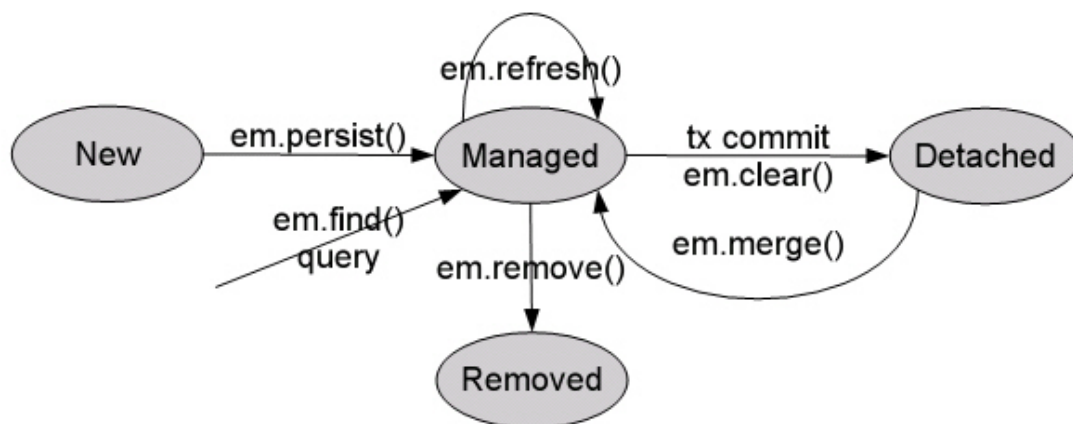 em.refresh()
New
em.persist()
Managed
tx commit
em.clear()
Detached
em.find()
query
em.merge()
em.remove()
Removed